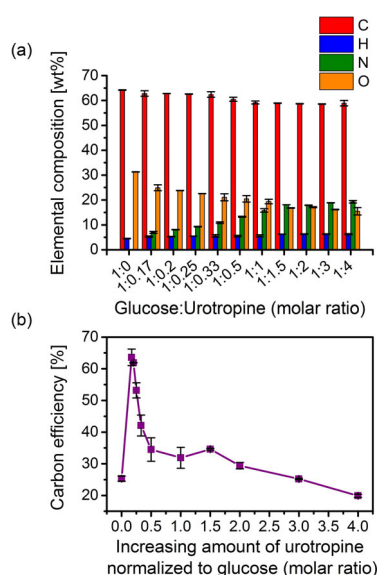 C
H
N
O
(a)
Elemental composition [wt%]
70
60
50
40
30
20
10
0
1:0
1:0.17
1:0.2
1:0.25
1:0.33
1:0.5
1:1
1:1.5
1:2
1:3
1:4
Glucose:Urotropine (molar ratio)
(b)
Carbon efficiency [%]
70
60
50
40
30
20
0.0 0.5 1.0 1.5 2.0 2.5 3.0 3.5 4.0
Increasing amount of urotropine
normalized to glucose (molar ratio)